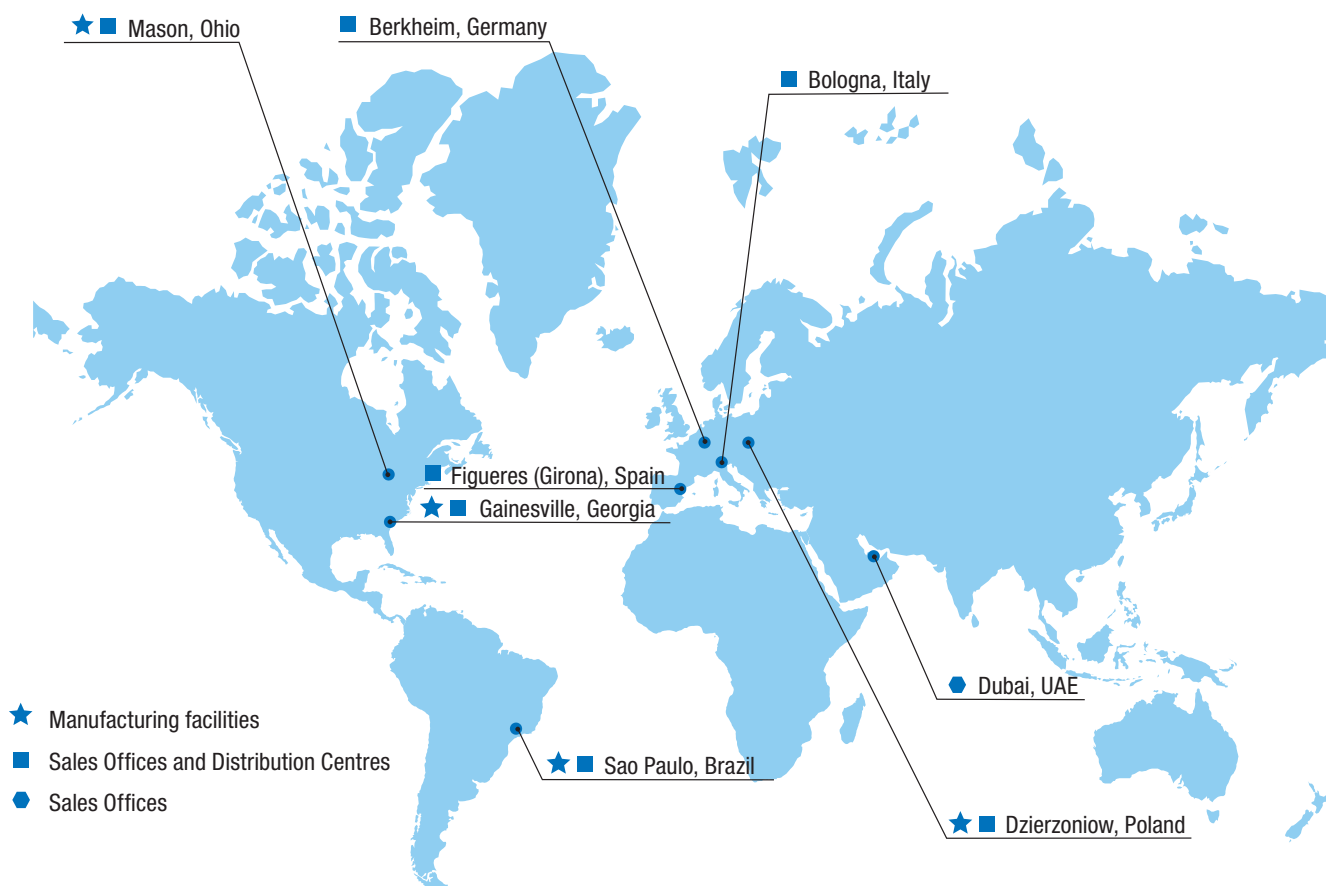 Mason, Ohio
Berkheim, Germany
Bologna, Italy
Figueres (Girona), Spain
Gainesville, Georgia
Dubai, UAE
Manufacturing facilities
Sales Offices and Distribution Centres
Sao Paulo, Brazil
Sales Offices
Dzierzoniow, Poland